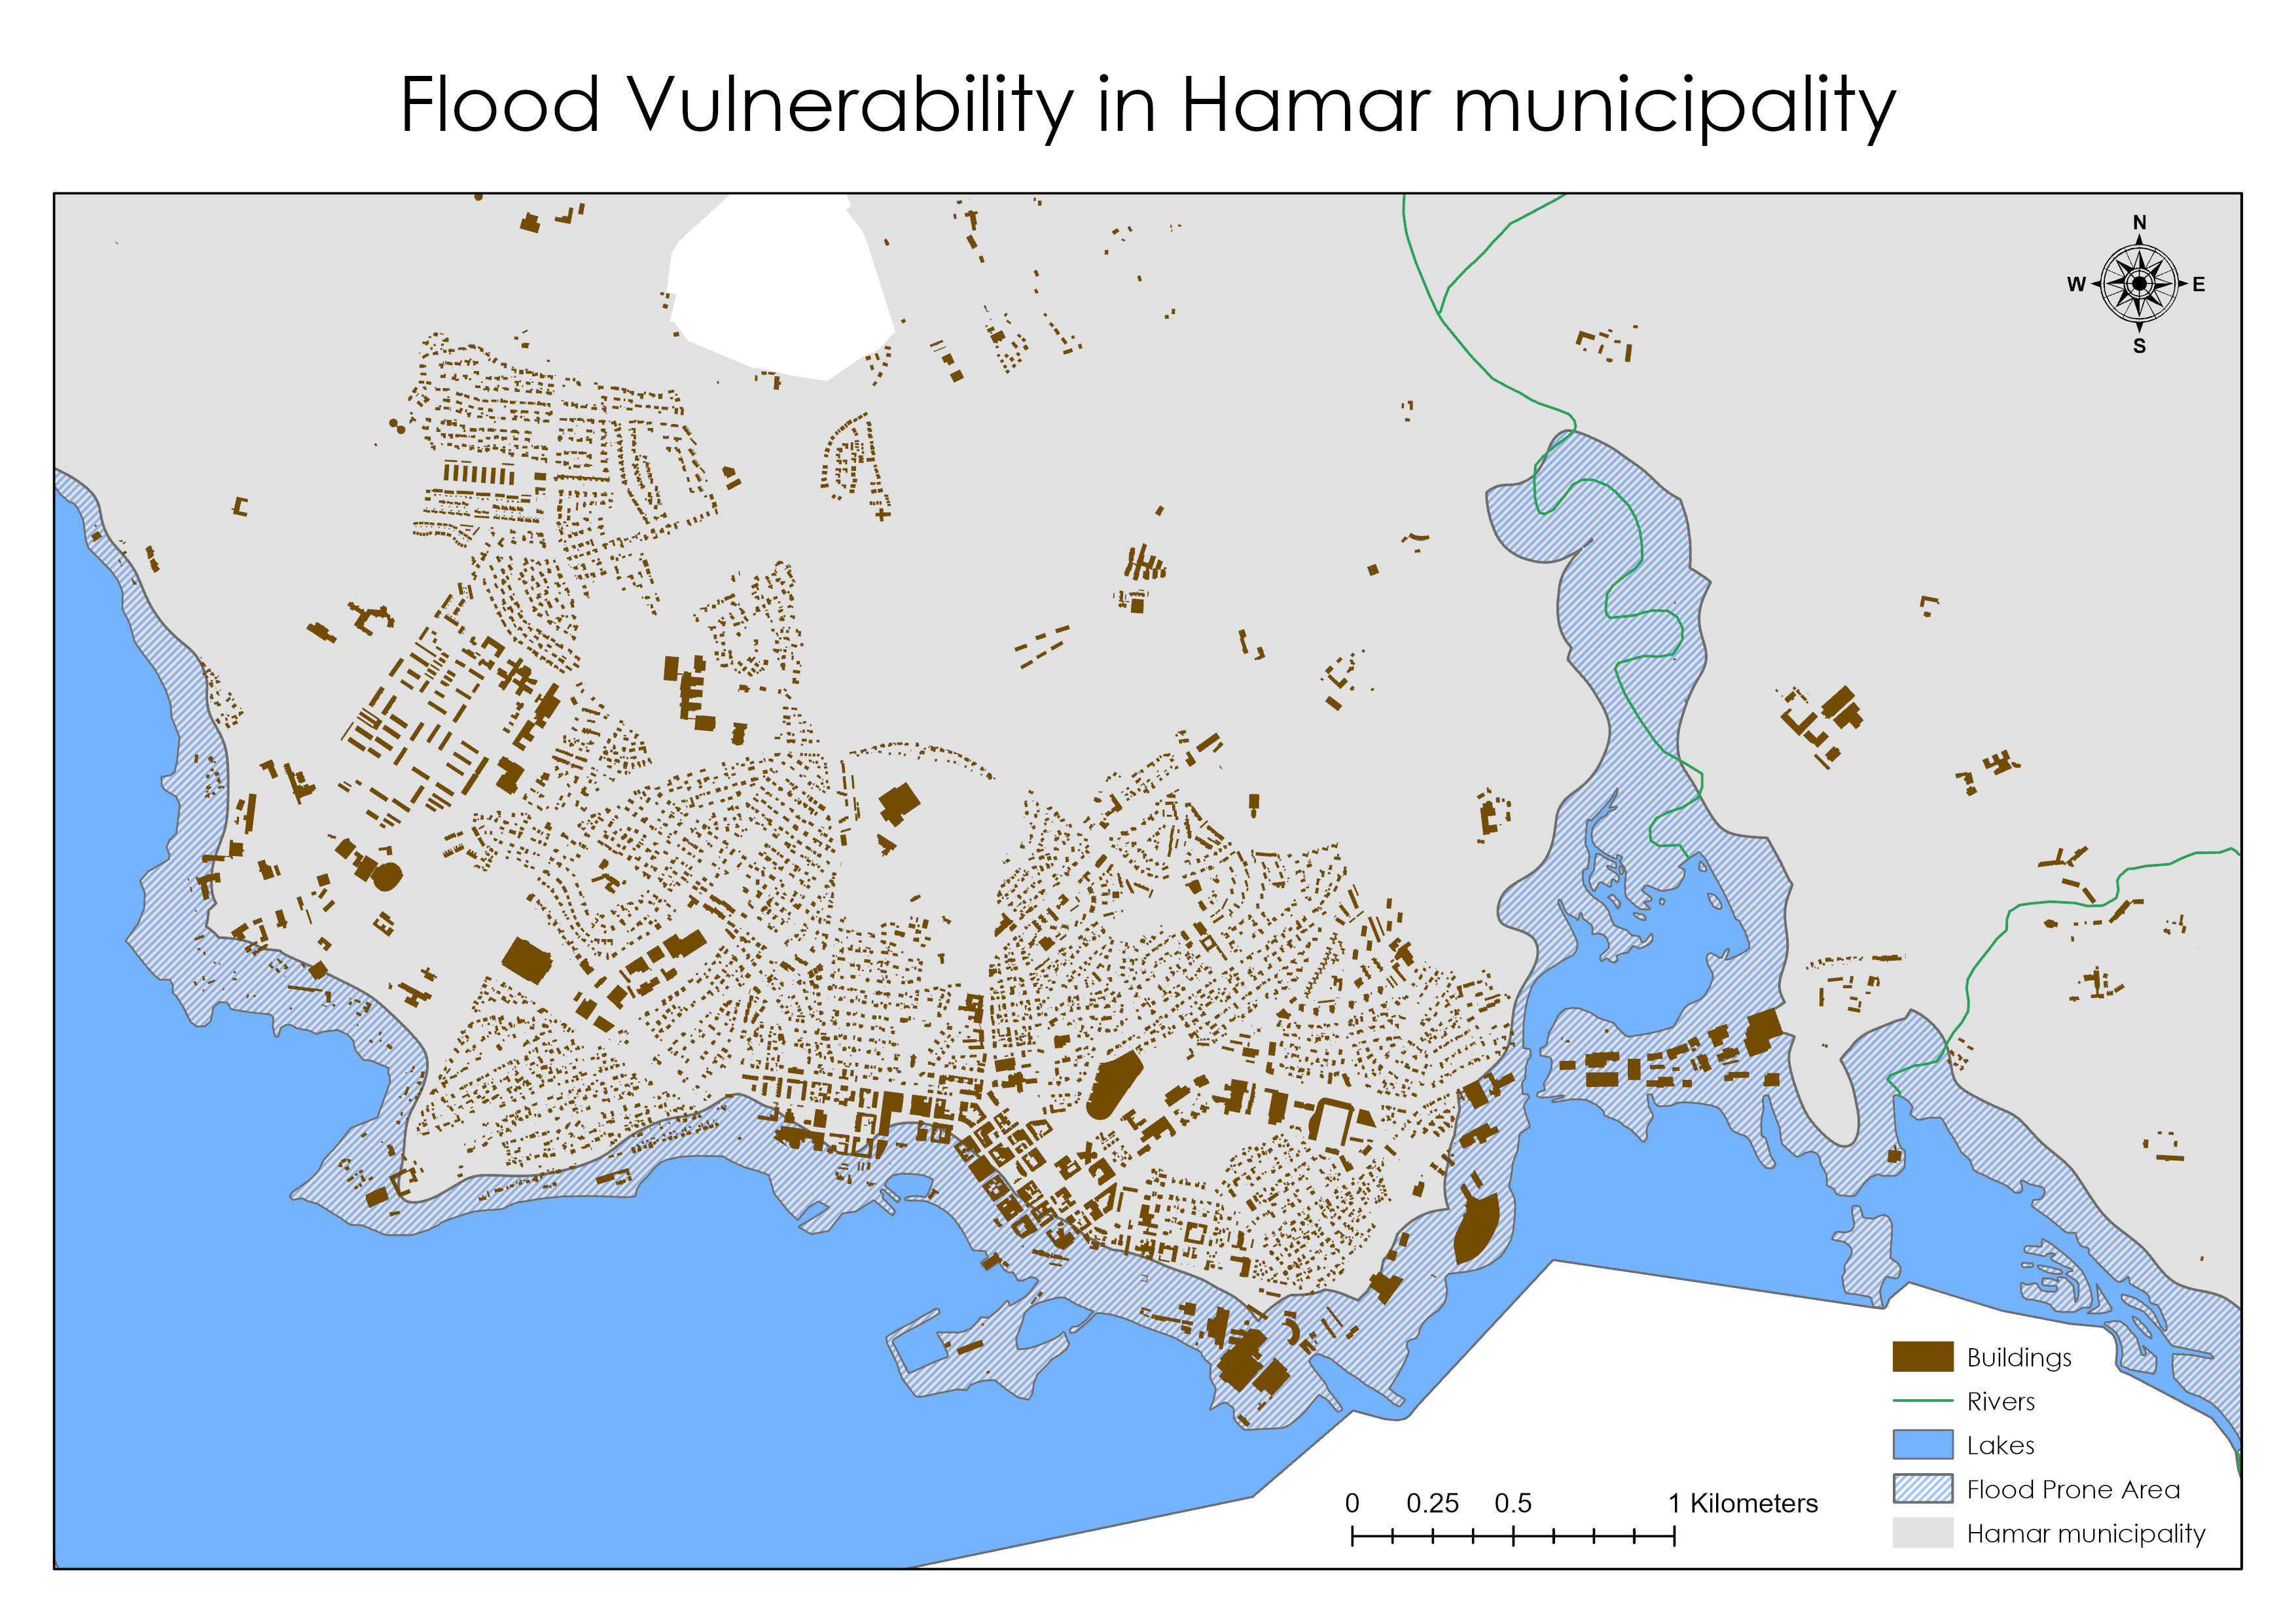 Flood Vulnerability in Hamar municipality
N
W E
S
Buildings
Rivers
Lakes
Flood Prone Area
Hamar municipality
0 0.25 0.5 1 Kilometers